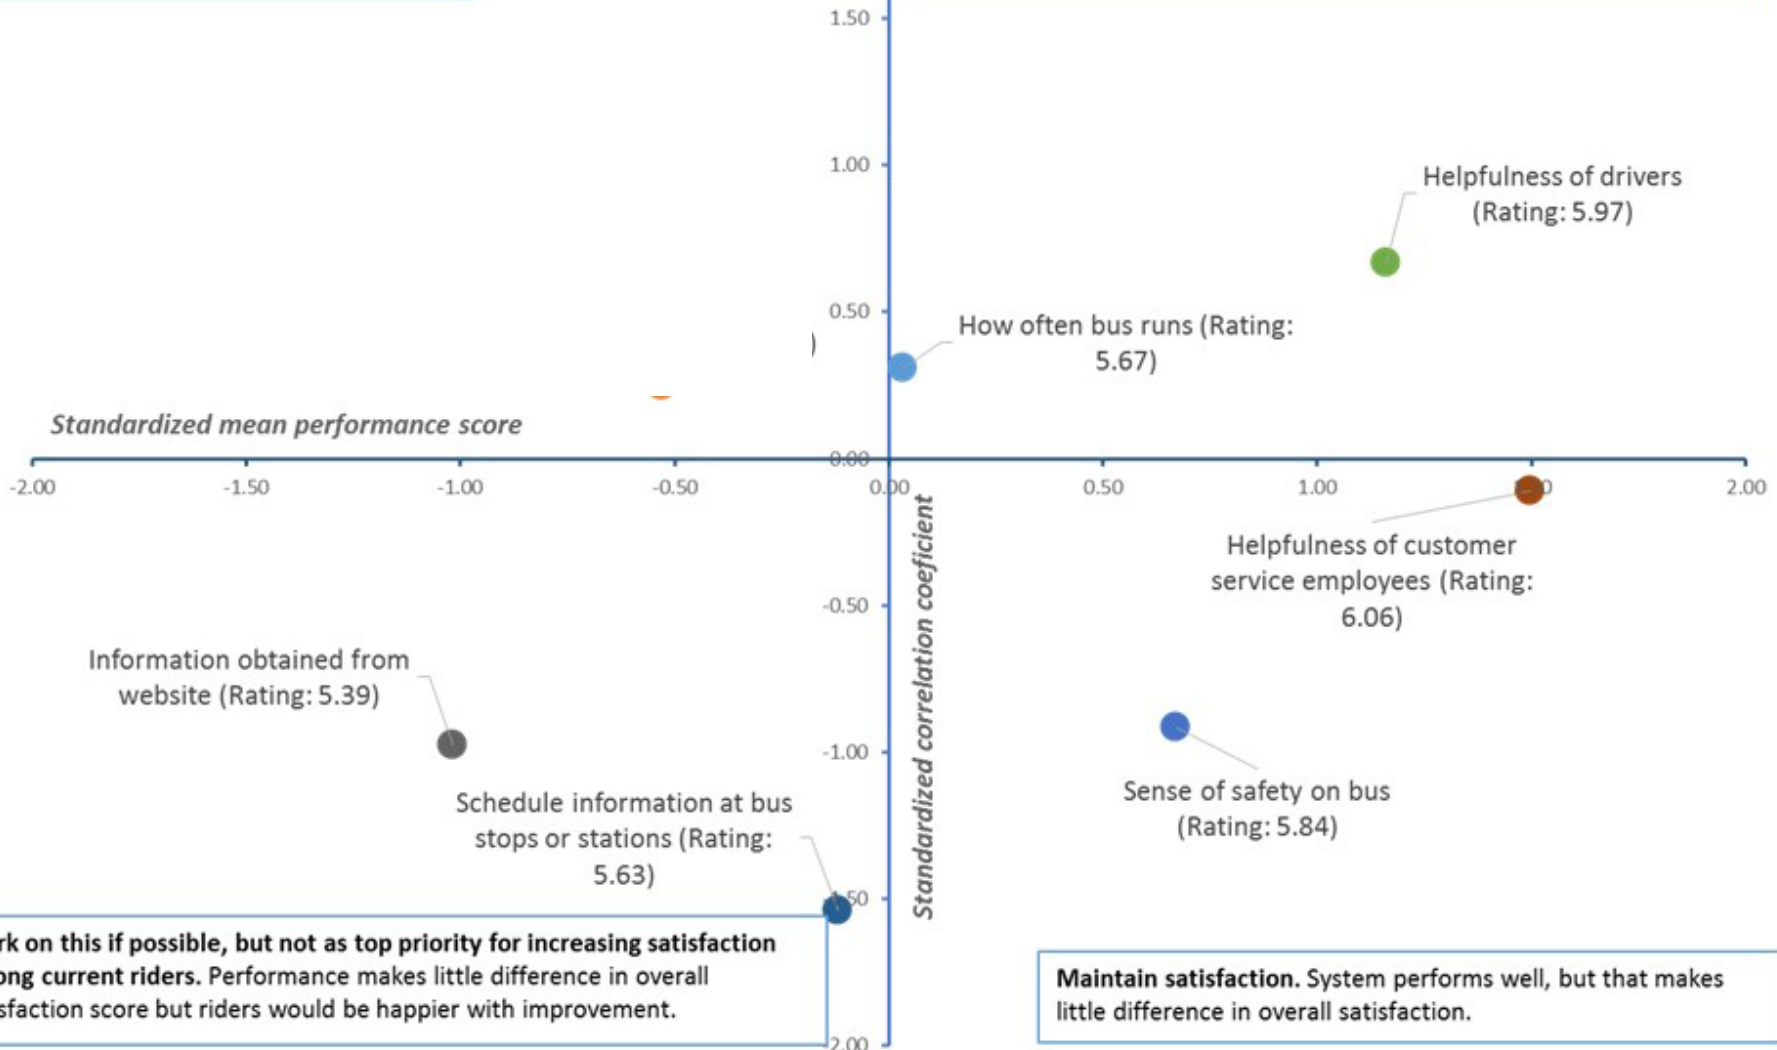 1.50
1.00
Helpfulness of drivers
(Rating: 5.97)
0.50
How often bus runs (Rating:
5.67)
)
Standardized mean performance score
0.00
-2.00 -1.50 -1.00 -0.50 0.00 0.50 1.00 2.00
Helpfulness of customer
service employees (Rating:
6.06)
Standardized correlation coeficient
-0.50
Information obtained from
website (Rating: 5.39)
-1.00
Schedule information at bus
stops or stations (Rating:
5.63)
Sense of safety on bus
(Rating: 5.84)
rk on this if possible, but not as top priority for increasing satisfaction
ong current riders. Performance makes little difference in overall
sfaction score but riders would be happier with improvement.
Maintain satisfaction. System performs well, but that makes
little difference in overall satisfaction.
2.00